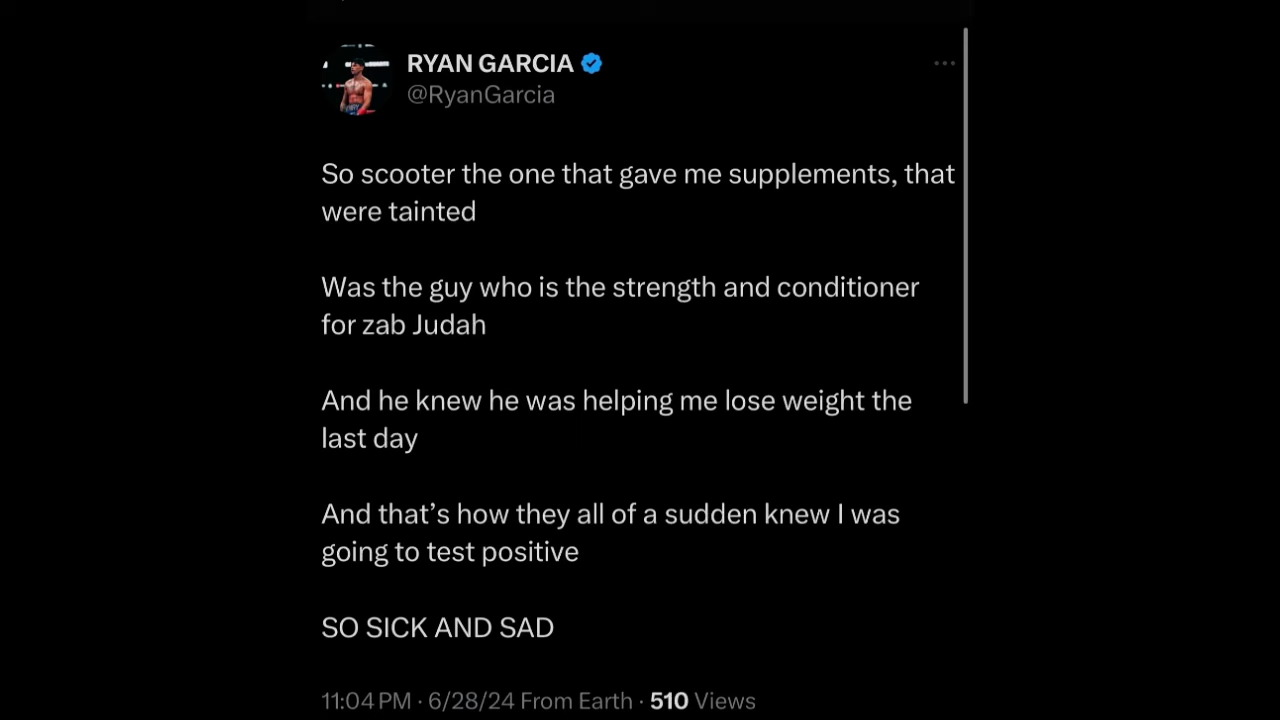 RYAN GARCIA
@RyanGarcia
So scooter the one that gave me supplements, that
were tainted
Was the guy who is the strength and conditioner
for zab Judah
And he knew he was helping me lose weight the
last day
And that’s how they all of a sudden knew I was
going to test positive
SO SICK AND SAD
11:04 PM · 6/28/24 From Earth · 510 Views